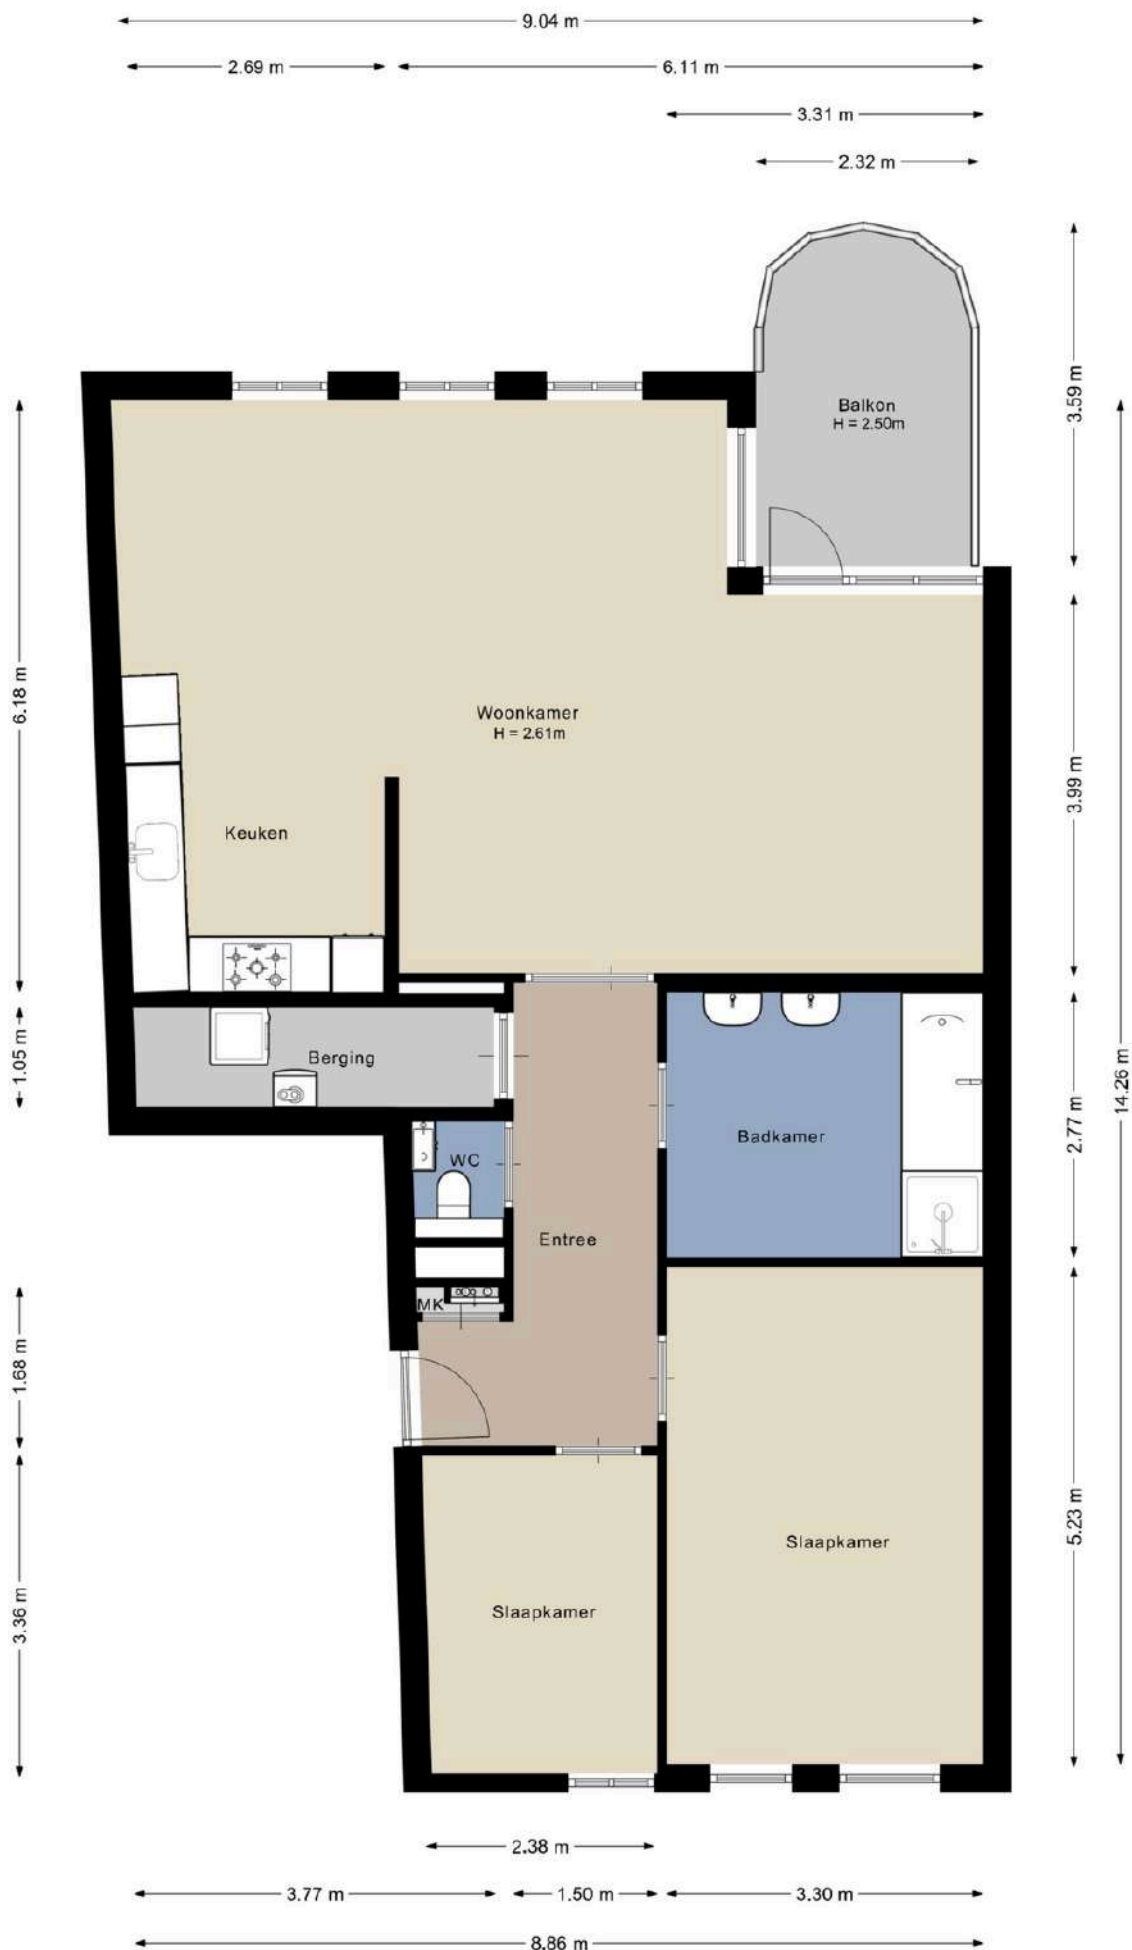 9.04 m
2.69 m
6.11 m
3.31 m
2.32 m
3.59 m
Balkon
H = 2.50m
6.18 m
Woonkamer
H = 2.61m
3.99 m
Keuken
1.05 m
Berging
14.26 m
2.77 m
Badkamer
WC
Entree
MK
1.68 m
5.23 m
Slaapkamer
3.36 m
Slaapkamer
2.38 m
3.77 m
1.50 m
3.30 m
8.86 m